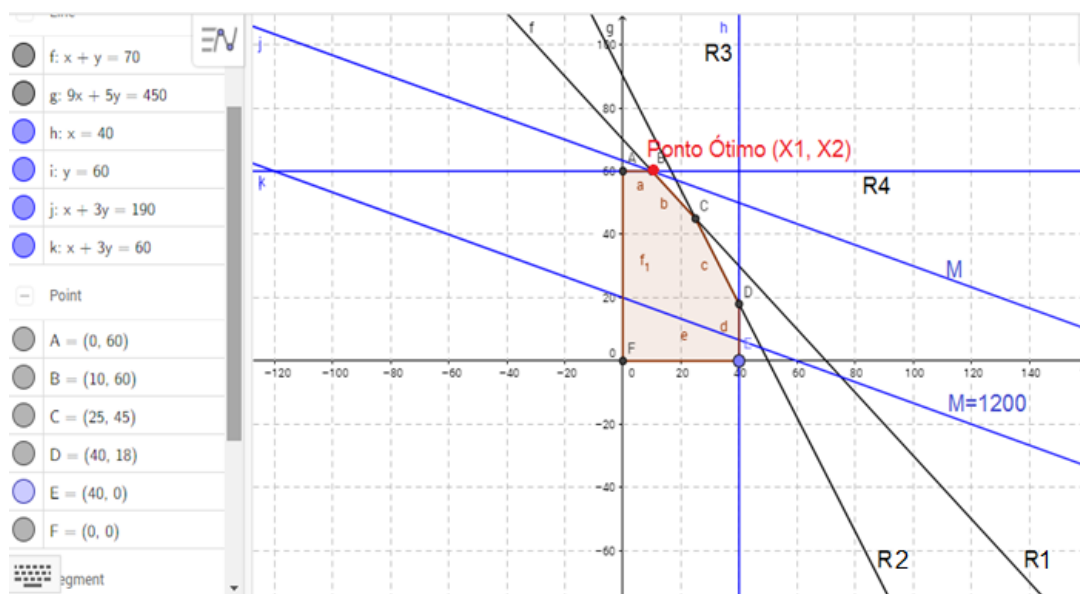 f: x + y = 70
g: 9x + 5y = 450
h: x = 40
i: y = 60
j: x + 3y = 190
k: x + 3y = 60
Point
A = (0, 60)
B = (10, 60)
C = (25, 45)
D = (40, 18)
E = (40, 0)
F = (0, 0)
egment
j
f
g
h
R3
100
80
Ponto Ótimo (X1, X2)
A
B
60
k
a
R4
b
C
40
f1
c
M
20
D
d
e
E
F
0
−120
−100
−80
−60
−40
−20
0
20
40
60
80
100
120
140
M=1200
−20
−40
−60
R2
R1